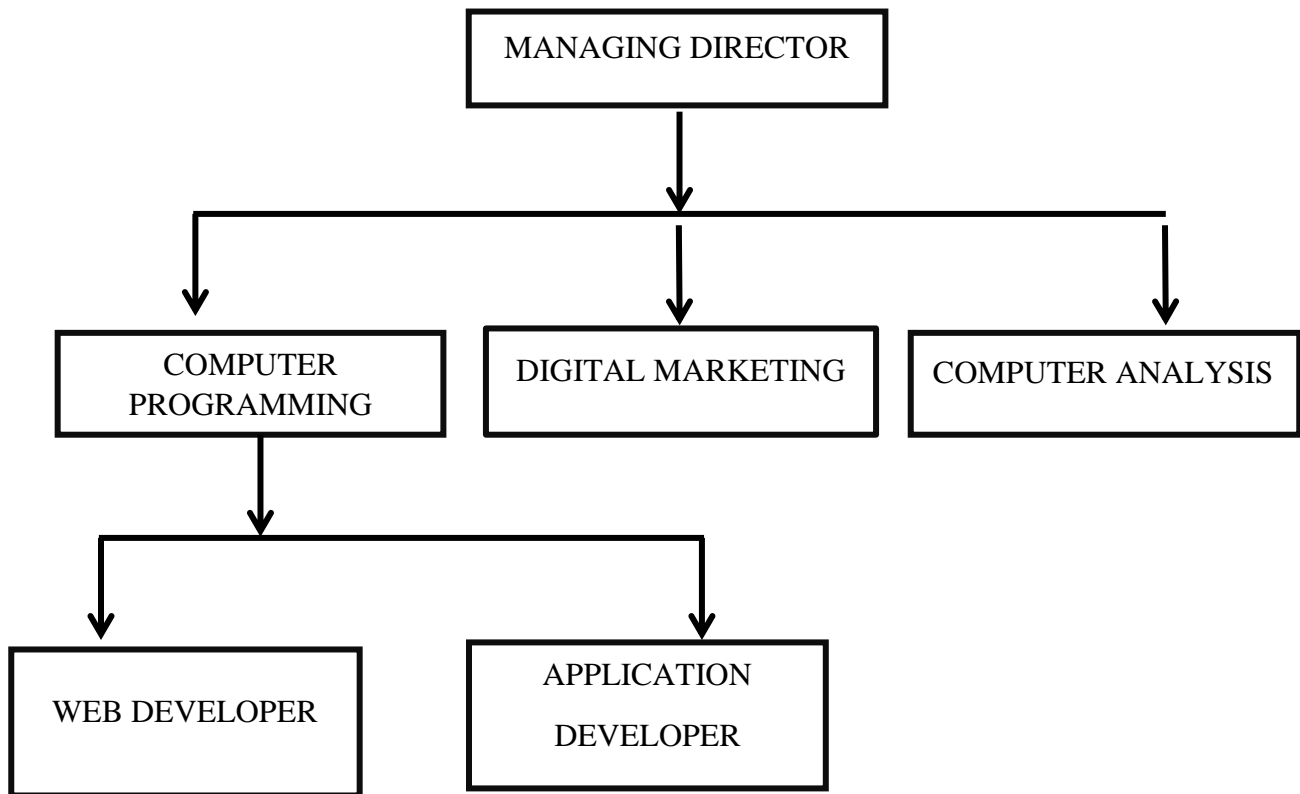 MANAGING DIRECTOR
COMPUTER
PROGRAMMING
DIGITAL MARKETING
COMPUTER ANALYSIS
WEB DEVELOPER
APPLICATION
DEVELOPER